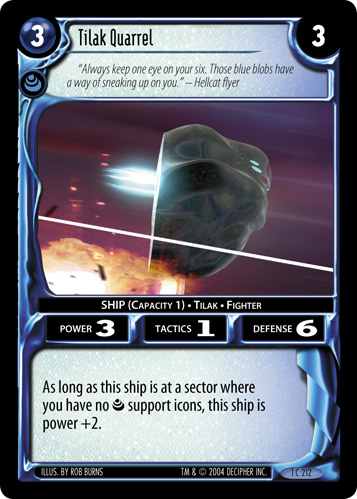 3 Tilak Quarrel 3
"Always keep one eye on your six. Those blue blobs have
a way of sneaking up on you." – Hellcat flyer
SHIP (CAPACITY 1) • TILAK • FIGHTER
POWER 3 TACTICS 1 DEFENSE 6
As long as this ship is at a sector where
you have no support icons, this ship is
power +2.
ILLUS. BY ROB BURNS TM & © 2004 DECIPHER INC. 1 C 212